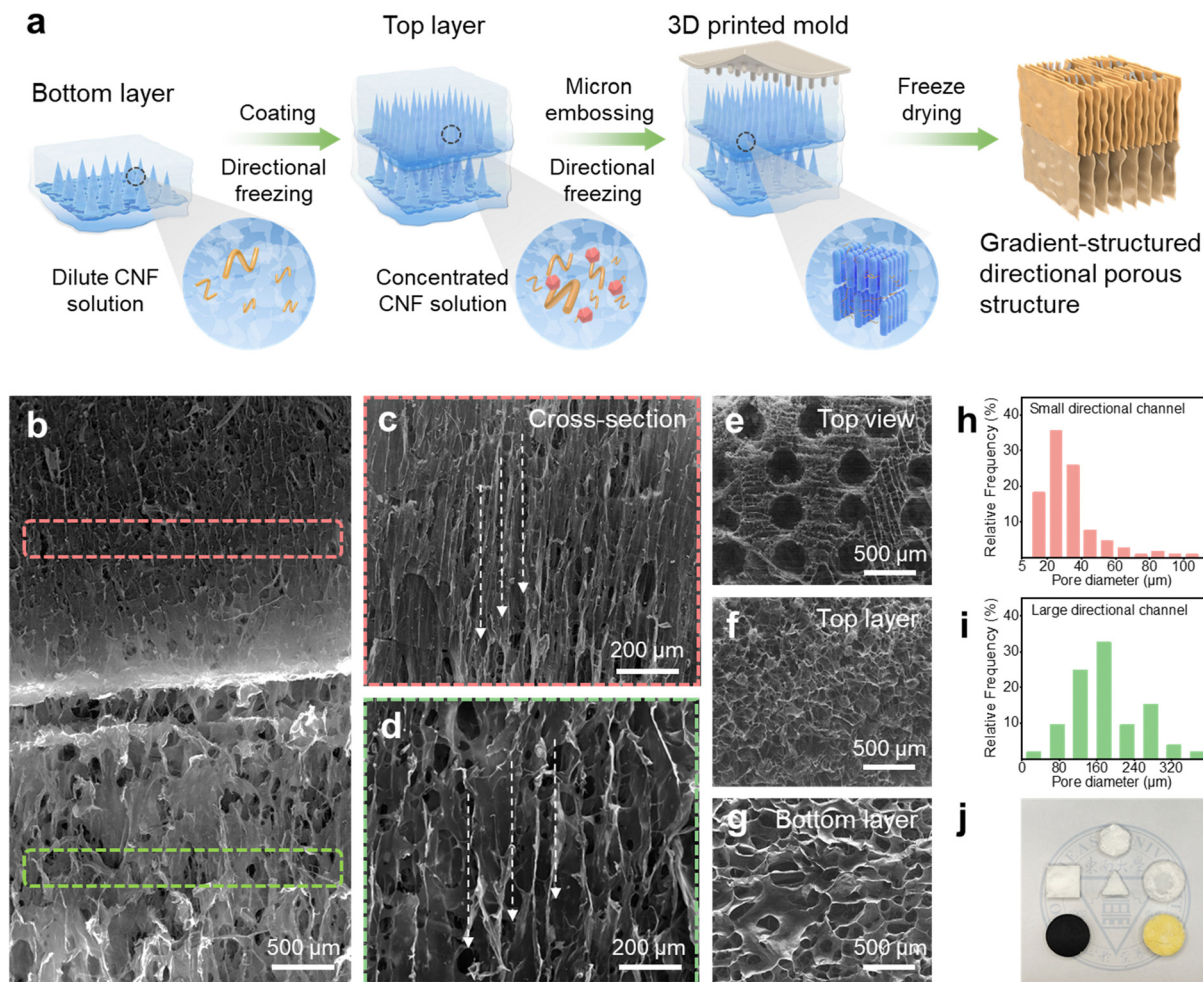 a
Bottom layer
Top layer
3D printed mold
Coating
Directional
freezing
Micron
embossing
Directional
freezing
Freeze
drying
Dilute CNF
solution
Concentrated
CNF solution
Gradient-structured
directional porous
structure
b
500 µm
c
Cross-section
200 µm
d
200 µm
e
Top view
500 µm
f
Top layer
500 µm
g
Bottom layer
500 µm
h
Small directional channel
Relative Frequency (%)
40
30
20
10
5 20 40 60 80 100
Pore diameter (µm)
i
Large directional channel
Relative Frequency (%)
40
30
20
10
0 80 160 240 320
Pore diameter (µm)
j